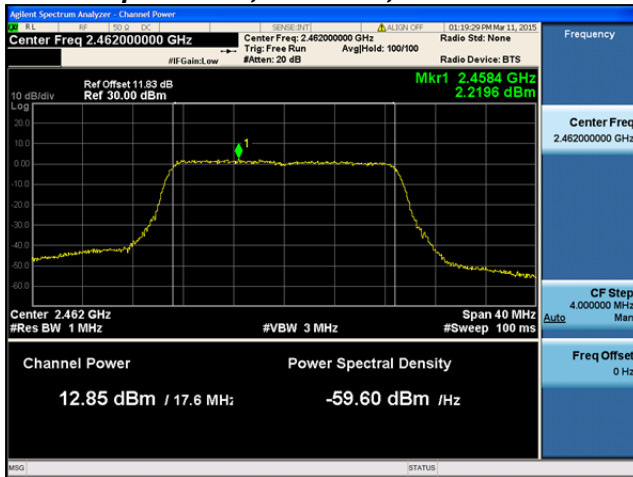 Agilent Spectrum Analyzer - Channel Power
RL RF 50 Ω DC SENSE:INT ALIGN OFF 01:19:29 PM Mar 11, 2015
Center Freq 2.462000000 GHz Center Freq: 2.462000000 GHz Radio Std: None Frequency
Trig: Free Run Avg|Hold: 100/100
#IFGain:Low #Atten: 20 dB Radio Device: BTS
Mkr1 2.4584 GHz
2.2196 dBm
Ref Offset 11.83 dB
10 dB/div Ref 30.00 dBm
Log
20.0
10.0
0.00
-10.0
-20.0
-30.0
-40.0
-50.0
-60.0
1
Center Freq
2.462000000 GHz
Center 2.462 GHz Span 40 MHz
#Res BW 1 MHz #VBW 3 MHz #Sweep 100 ms
CF Step
4.000000 MHz
Auto Man
Channel Power Power Spectral Density
12.85 dBm / 17.6 MHz -59.60 dBm /Hz
Freq Offset
0 Hz
MSG STATUS